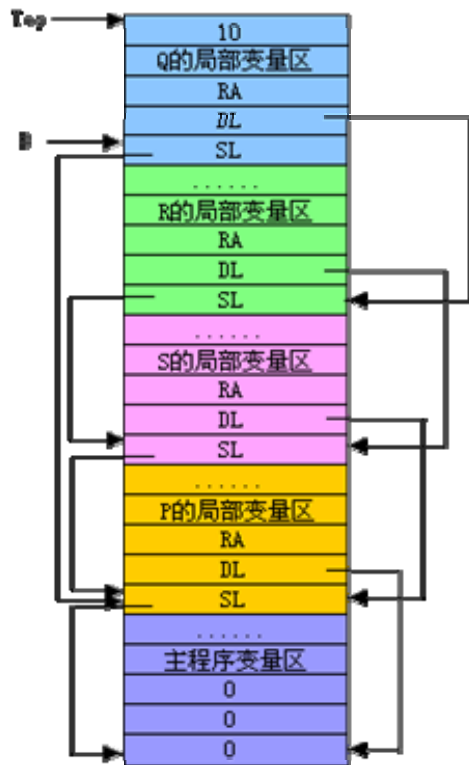 Top
10
Q的局部变量区
RA
DL
B
SL
......
R的局部变量区
RA
DL
SL
......
S的局部变量区
RA
DL
SL
......
P的局部变量区
RA
DL
SL
......
主程序变量区
0
0
0